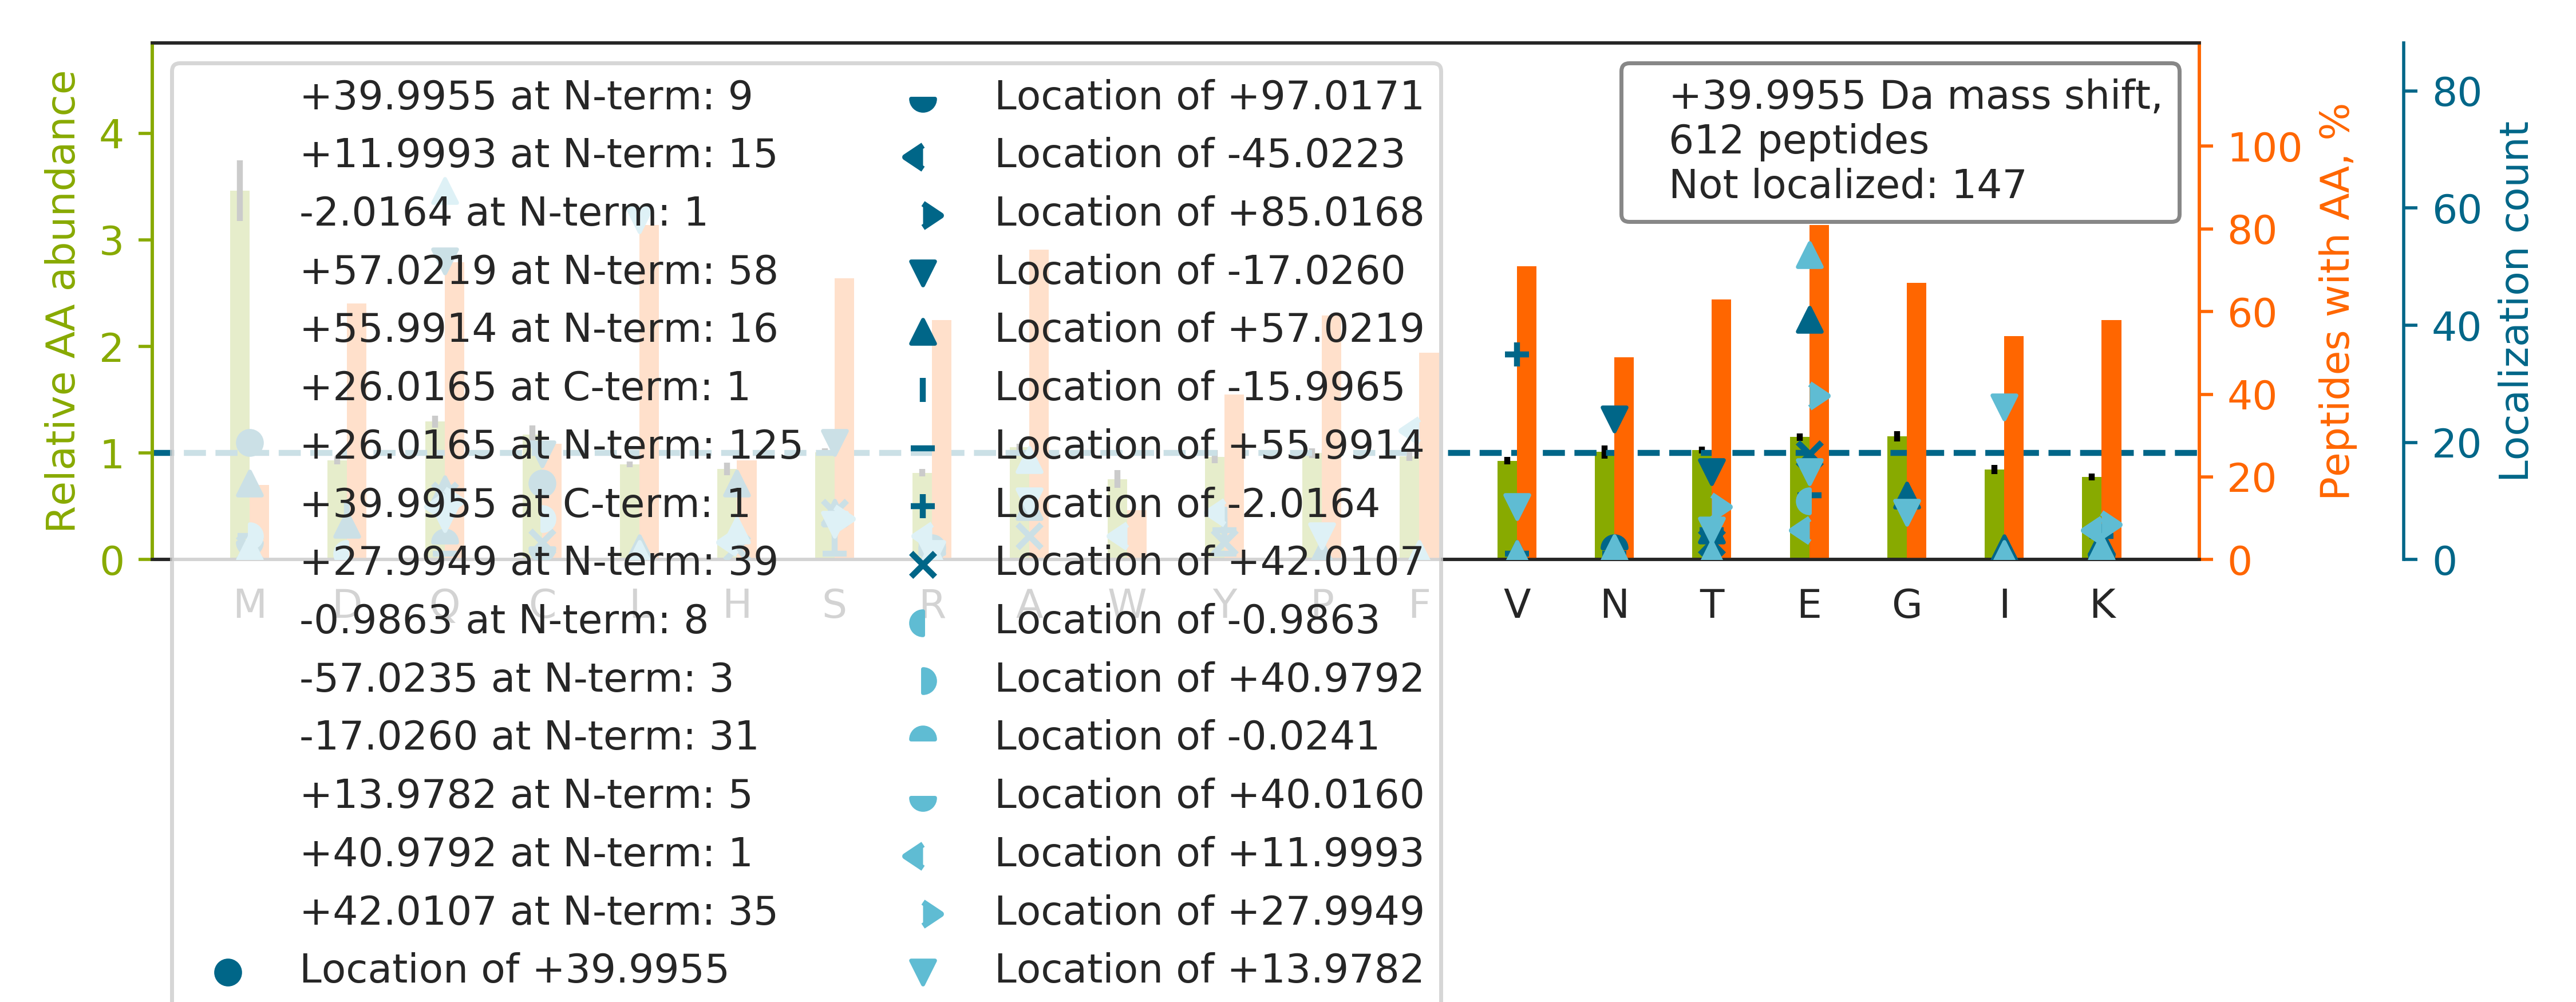 Relative AA abundance
4
3
2
1
0
+39.9955 at N-term: 9
+11.9993 at N-term: 15
-2.0164 at N-term: 1
+57.0219 at N-term: 58
+55.9914 at N-term: 16
+26.0165 at C-term: 1
+26.0165 at N-term: 125
+39.9955 at C-term: 1
+27.9949 at N-term: 39
-0.9863 at N-term: 8
-57.0235 at N-term: 3
-17.0260 at N-term: 31
+13.9782 at N-term: 5
+40.9792 at N-term: 1
+42.0107 at N-term: 35
Location of +39.9955
Location of +97.0171
Location of -45.0223
Location of +85.0168
Location of -17.0260
Location of +57.0219
Location of -15.9965
Location of +55.9914
Location of -2.0164
Location of +42.0107
Location of -0.9863
Location of +40.9792
Location of -0.0241
Location of +40.0160
Location of +11.9993
Location of +27.9949
Location of +13.9782
+39.9955 Da mass shift,
612 peptides
Not localized: 147
M D Q C L H S R A W Y P F V N T E G I K
100
80
60
40
20
0
Peptides with AA, %
80
60
40
20
0
Localization count